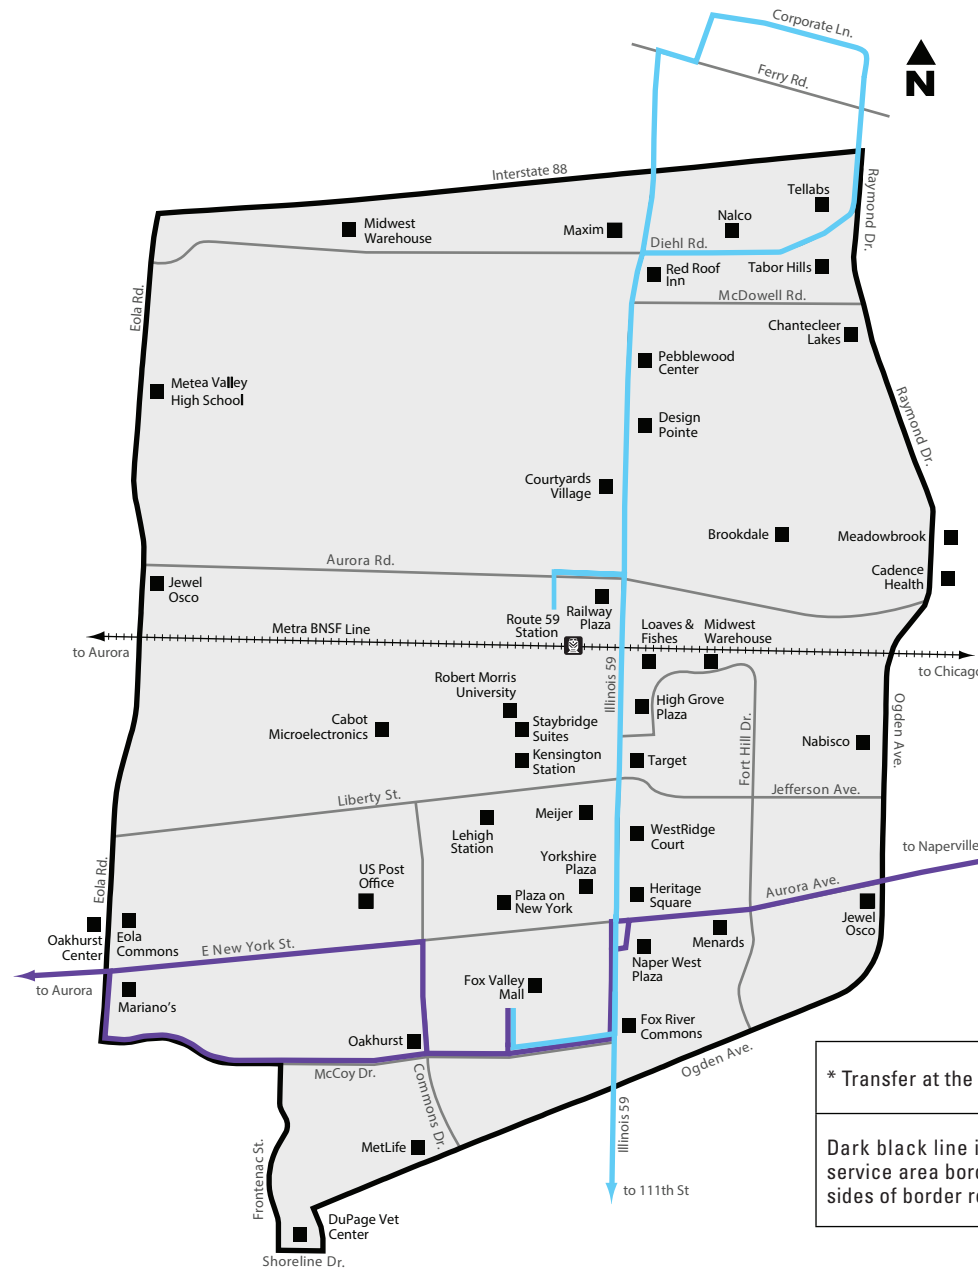 Corporate Ln.
Ferry Rd.
N
Interstate 88
Raymond Dr.
Tellabs
Nalco
Midwest
Warehouse
Maxim
Diehl Rd.
Red Roof
Inn
Tabor Hills
McDowell Rd.
Eola Rd.
Chantecleer
Lakes
Pebblewood
Center
Metea Valley
High School
Raymond Dr.
Design
Pointe
Courtyards
Village
Brookdale
Meadowbrook
Aurora Rd.
Cadence
Health
Jewel
Osco
Railway
Plaza
Route 59
Station
Metra BNSF Line
Loaves &
Fishes
Midwest
Warehouse
to Aurora
to Chicago
Robert Morris
University
Illinois 59
High Grove
Plaza
Fort Hill Dr.
Ogden Ave.
Cabot
Microelectronics
Staybridge
Suites
Nabisco
Kensington
Station
Target
Liberty St.
Jefferson Ave.
Meijer
Lehigh
Station
WestRidge
Court
to Naperville
Yorkshire
Plaza
US Post
Office
Eola Rd.
Plaza on
New York
Heritage
Square
Aurora Ave.
Jewel
Osco
Oakhurst
Center
Eola
Commons
E New York St.
Menards
Naper West
Plaza
to Aurora
Mariano's
Fox Valley
Mall
Fox River
Commons
Oakhurst
McCoy Dr.
Commons Dr.
Ogden Ave.
* Transfer at the
Illinois 59
MetLife
Dark black line i
service area bor
sides of border r
Frontenac St.
to 111th St
DuPage Vet
Center
Shoreline Dr.